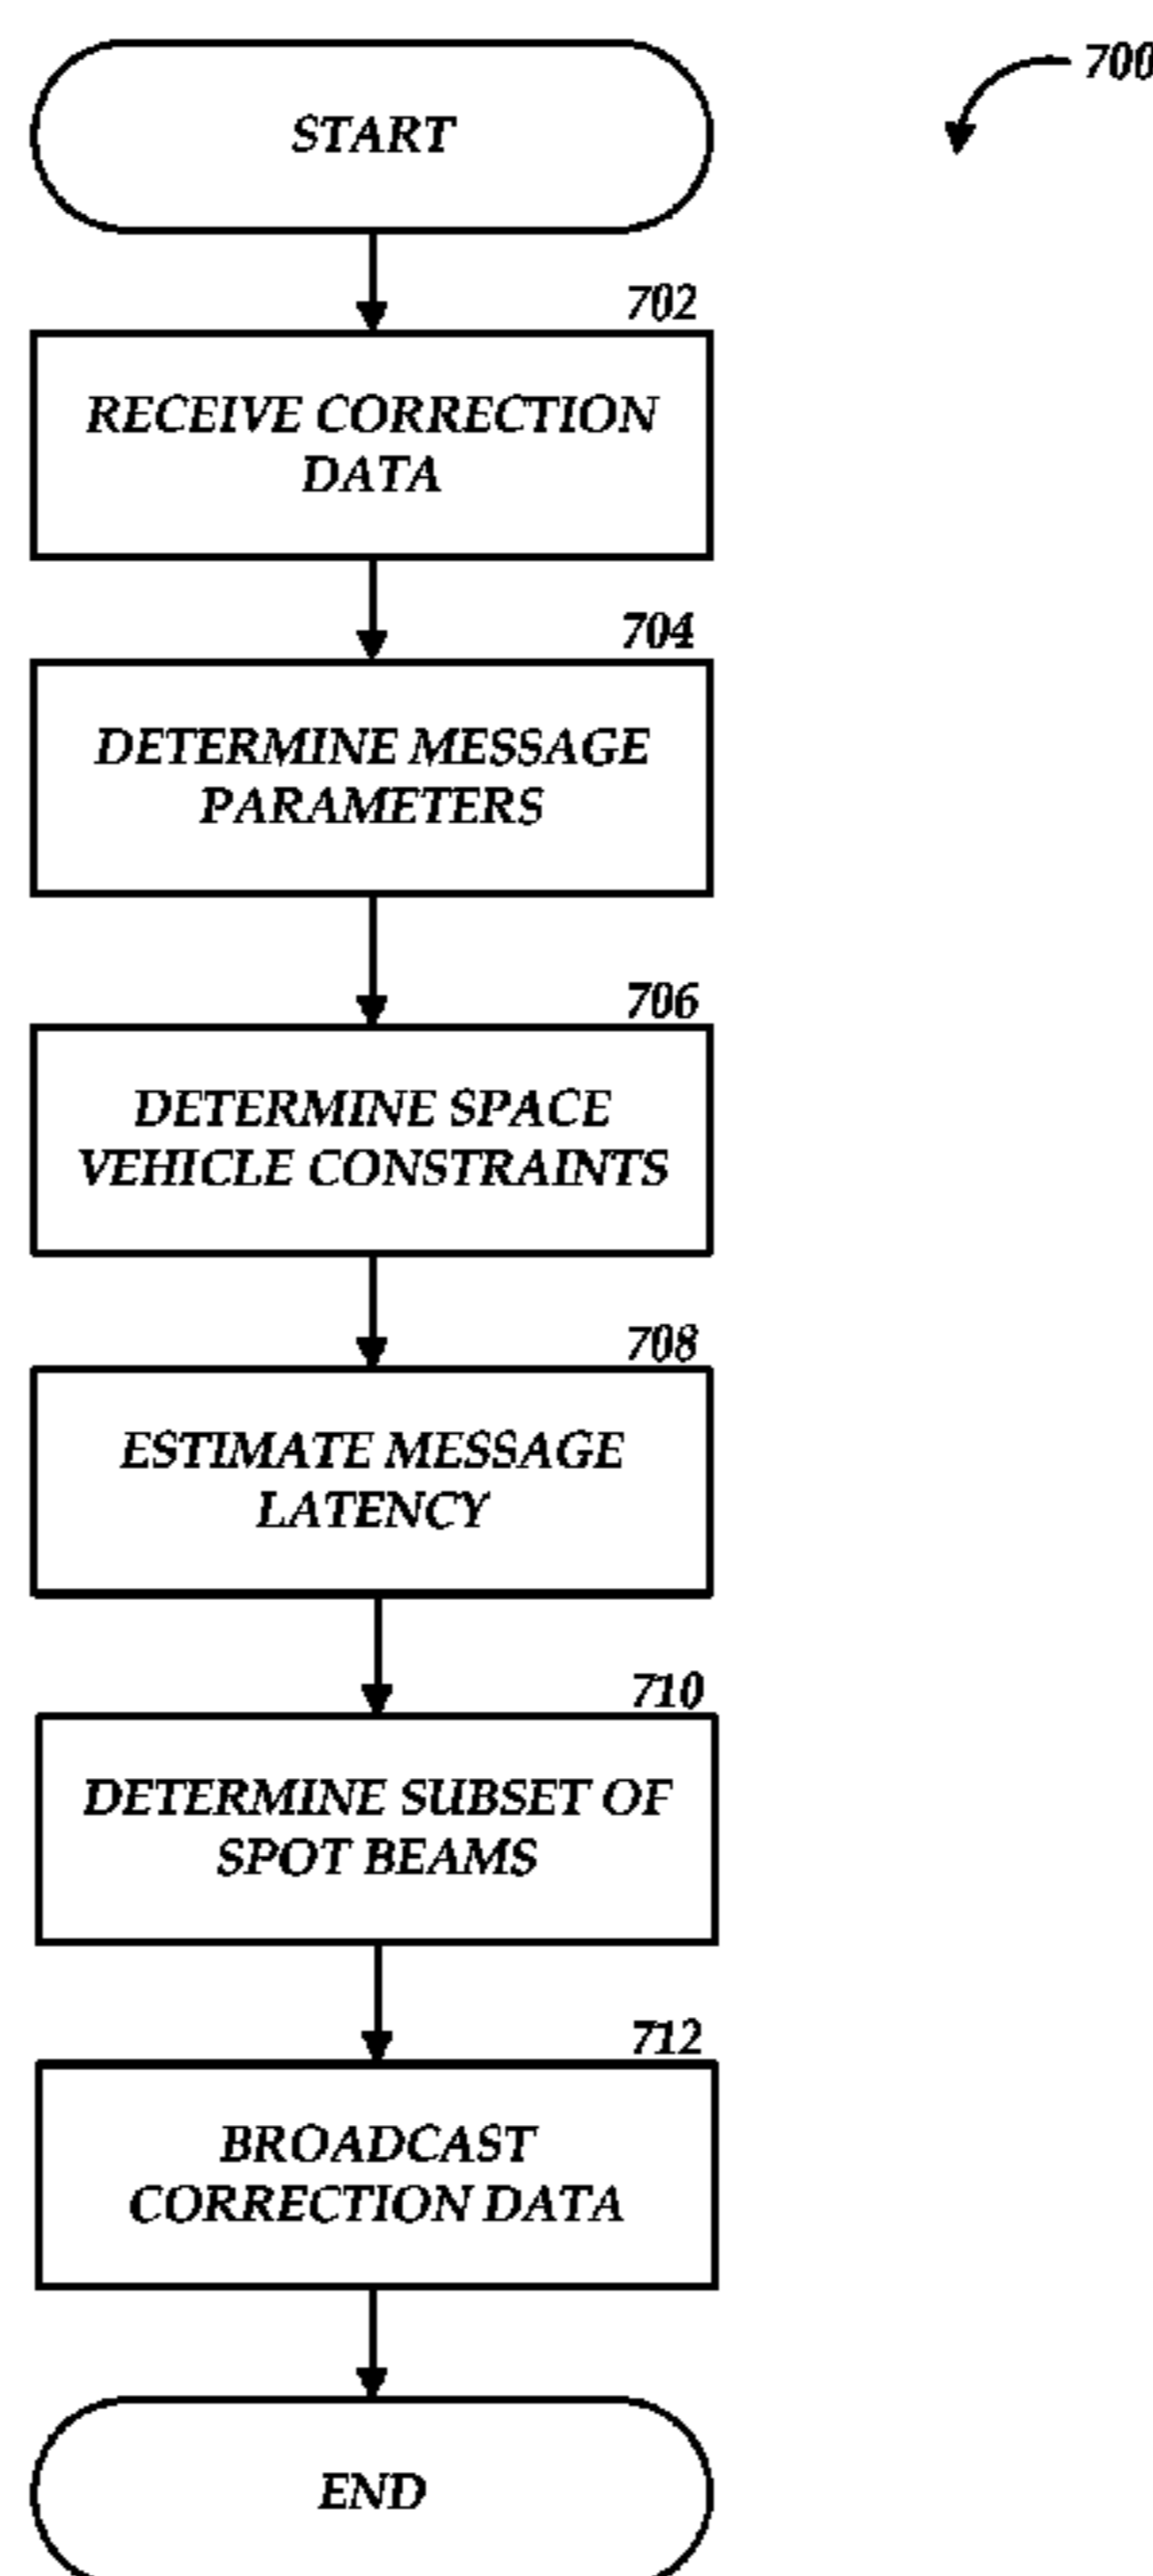 START
700
702
RECEIVE CORRECTION
DATA
704
DETERMINE MESSAGE
PARAMETERS
706
DETERMINE SPACE
VEHICLE CONSTRAINTS
708
ESTIMATE MESSAGE
LATENCY
710
DETERMINE SUBSET OF
SPOT BEAMS
712
BROADCAST
CORRECTION DATA
END